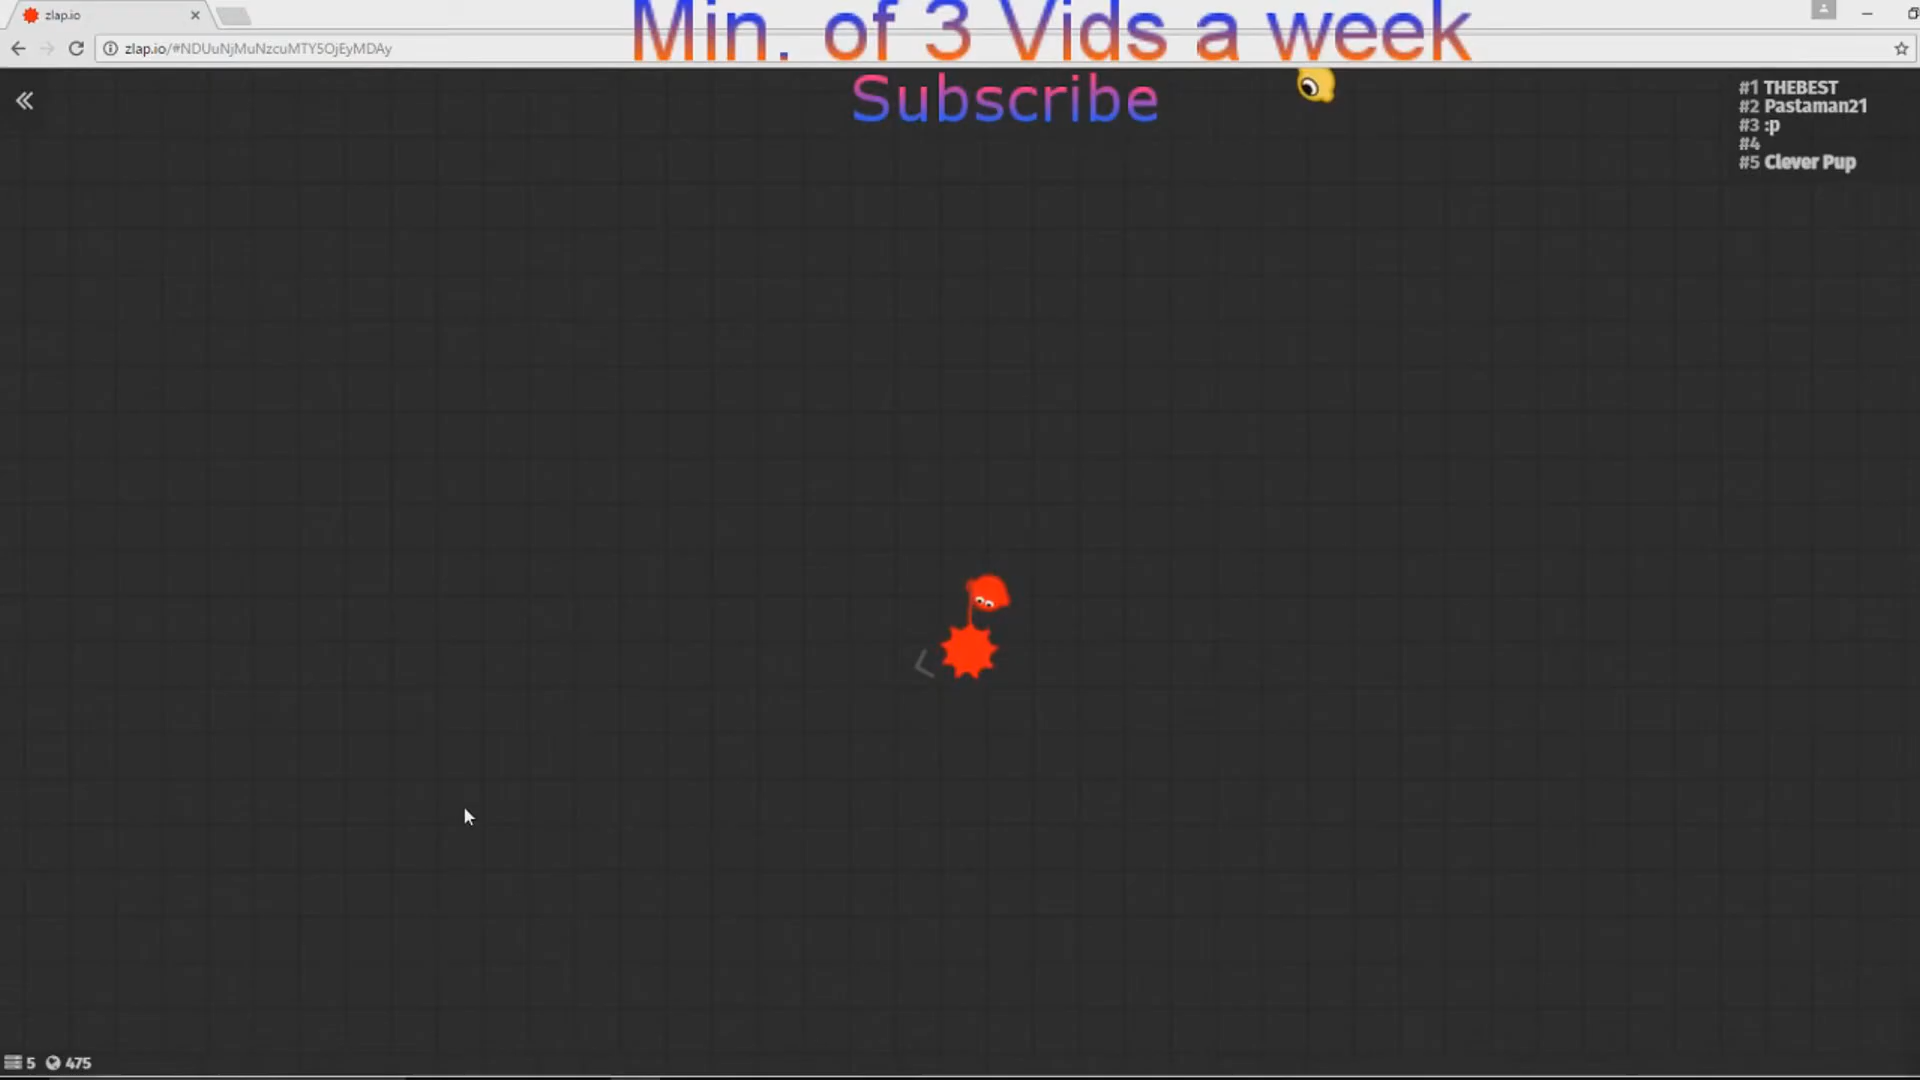 zlap.io
Min. of 3 Vids a week
zlap.io/#NDUuNjMuNzcuMTY5OjEyMDAy
Subscribe
#1 THEBEST
#2 Pastaman21
#3 :p
#4
#5 Clever Pup
5 475